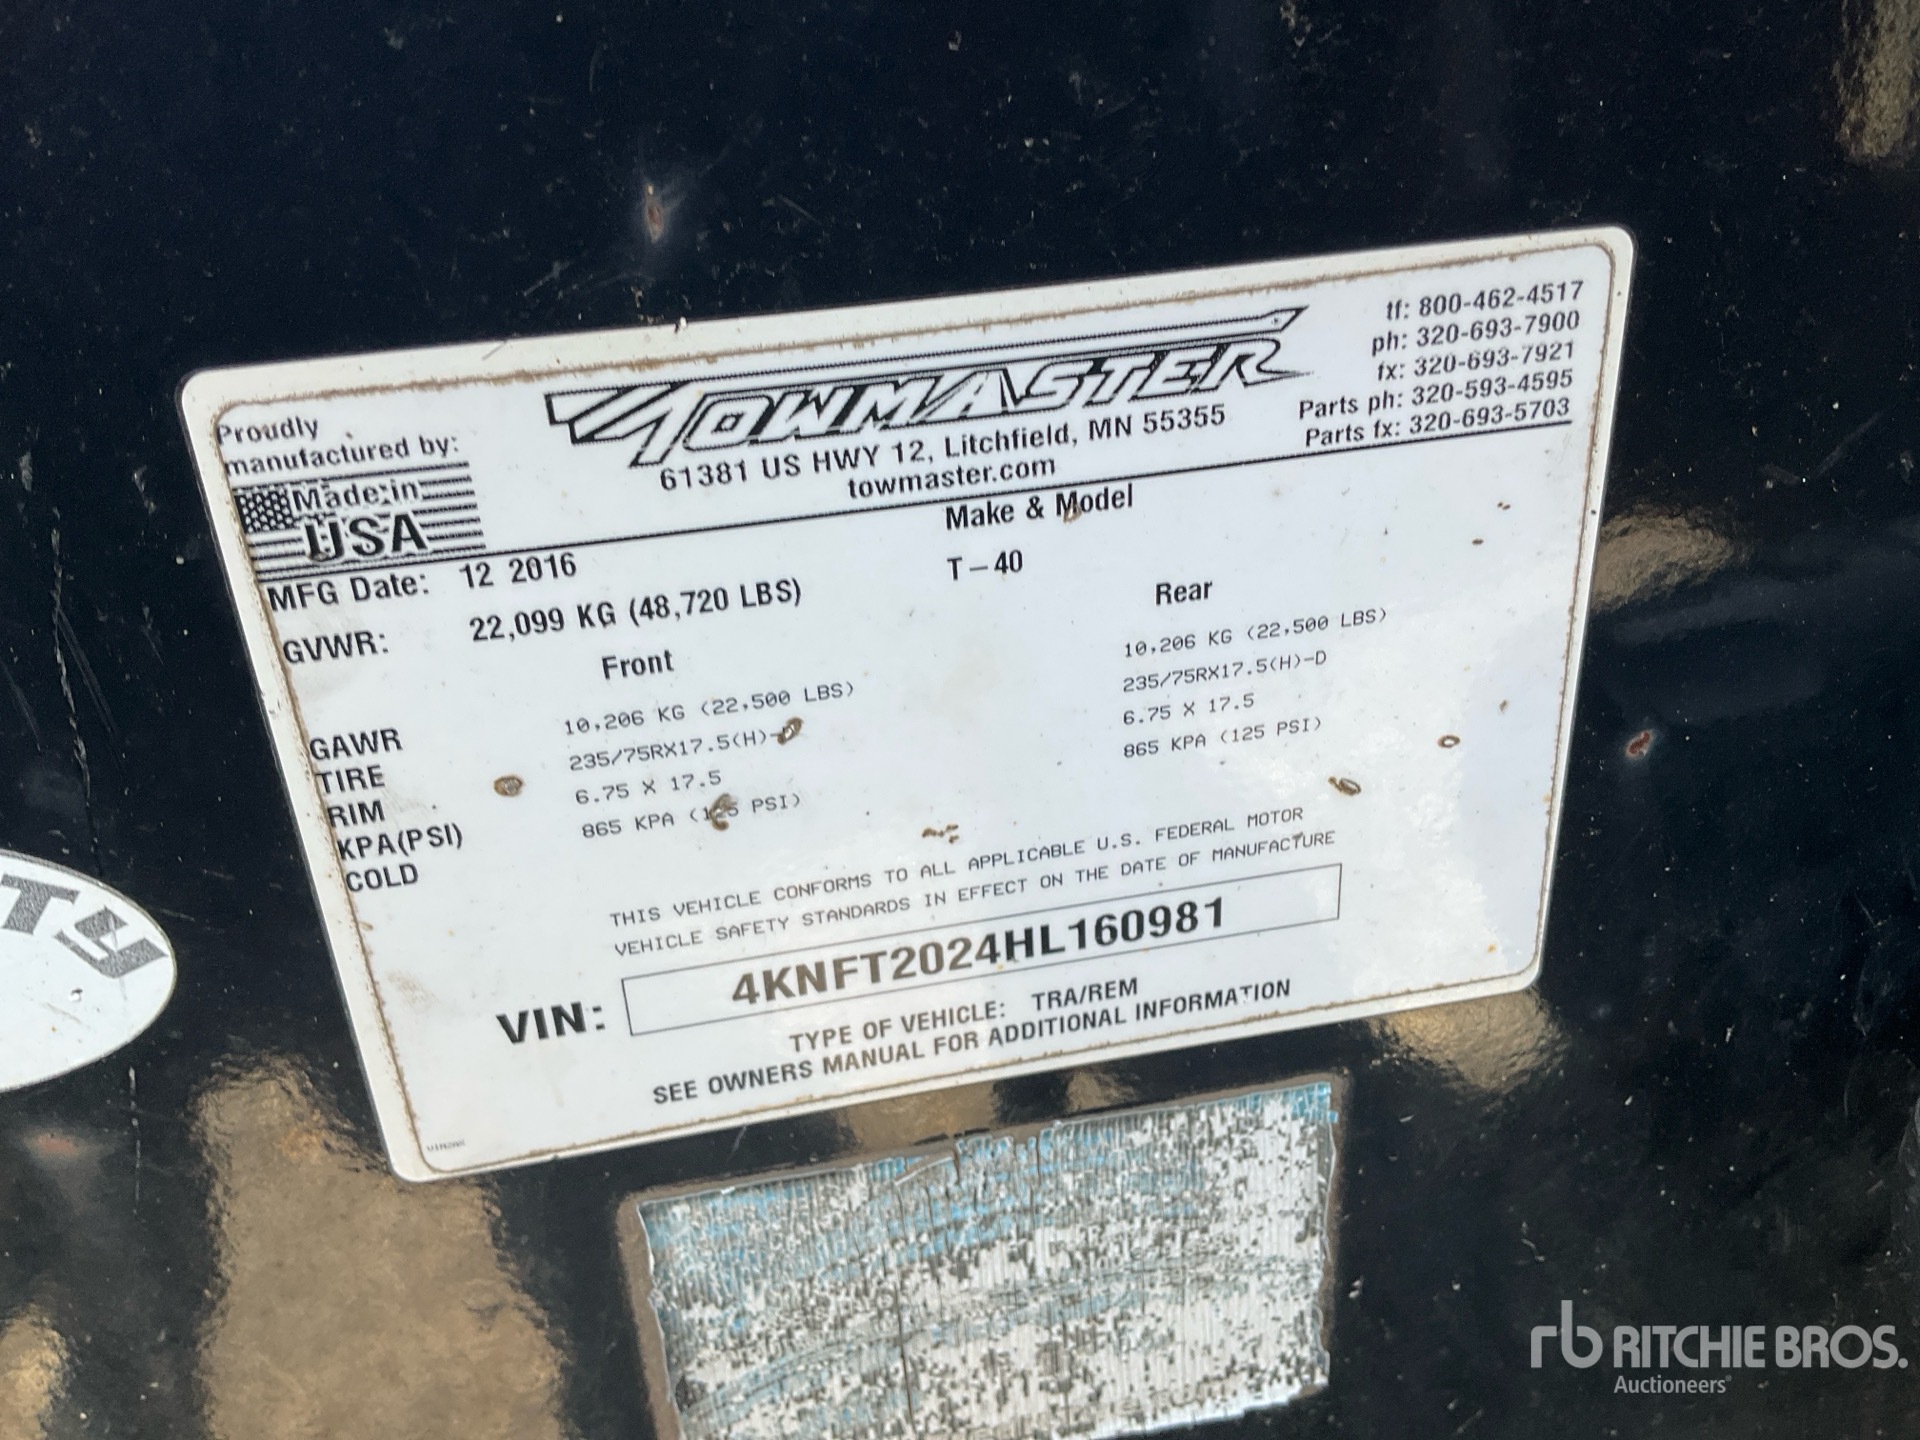 Proudly
manufactured by:
Made in
USA
TOWMASTER
61381 US HWY 12, Litchfield, MN 55355
towmaster.com
tf: 800-462-4517
ph: 320-693-7900
fx: 320-693-7921
Parts ph: 320-593-4595
Parts fx: 320-693-5703
Make & Model
MFG Date: 12 2016
T-40
GVWR: 22,099 KG (48,720 LBS)
Front Rear
GAWR 10,206 KG (22,500 LBS) 10,206 KG (22,500 LBS)
TIRE 235/75RX17.5(H)-D 235/75RX17.5(H)-D
RIM 6.75 X 17.5 6.75 X 17.5
KPA(PSI) 865 KPA (125 PSI) 865 KPA (125 PSI)
COLD
THIS VEHICLE CONFORMS TO ALL APPLICABLE U.S. FEDERAL MOTOR
VEHICLE SAFETY STANDARDS IN EFFECT ON THE DATE OF MANUFACTURE
VIN: 4KNFT2024HL160981
TYPE OF VEHICLE: TRA/REM
SEE OWNERS MANUAL FOR ADDITIONAL INFORMATION
TY
rb RITCHIE BROS.
Auctioneers